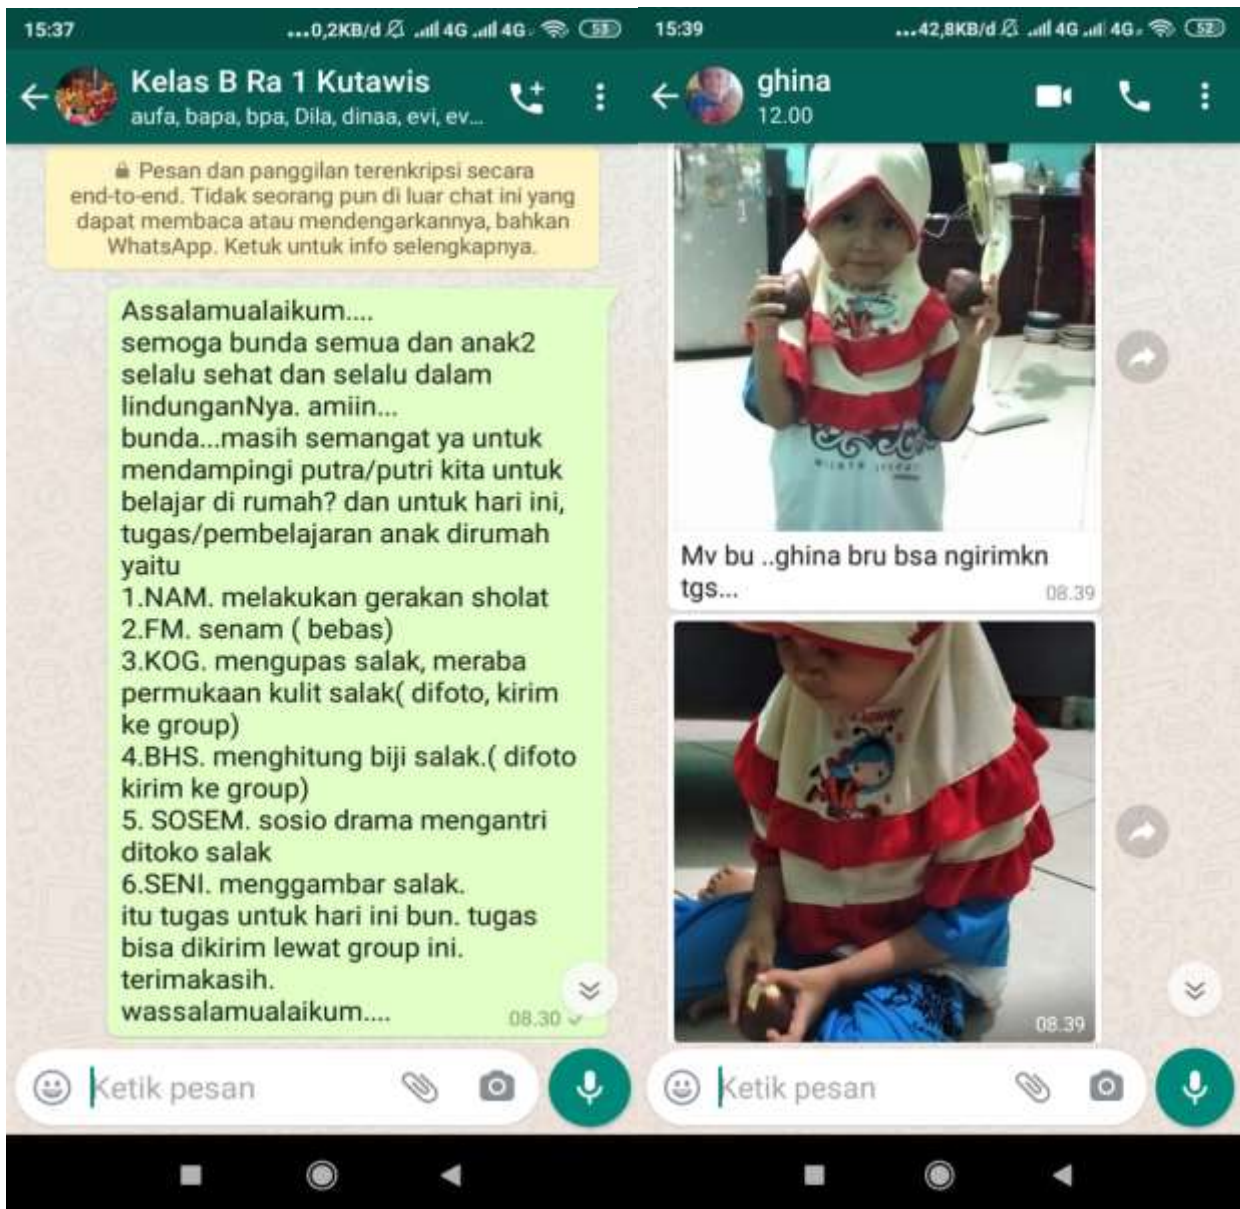 15:37
...0,2KB/d 4G 4G 53
Kelas B Ra 1 Kutawis
aufa, bapa, bpa, Dila, dinaa, evi, ev...
Pesan dan panggilan terenkripsi secara
end-to-end. Tidak seorang pun di luar chat ini yang
dapat membaca atau mendengarkannya, bahkan
WhatsApp. Ketuk untuk info selengkapnya.
Assalamualaikum....
semoga bunda semua dan anak2
selalu sehat dan selalu dalam
lindunganNya. amiin...
bunda...masih semangat ya untuk
mendampingi putra/putri kita untuk
belajar di rumah? dan untuk hari ini,
tugas/pembelajaran anak dirumah
yaitu
1.NAM. melakukan gerakan sholat
2.FM. senam ( bebas)
3.KOG. mengupas salak, meraba
permukaan kulit salak( difoto, kirim
ke group)
4.BHS. menghitung biji salak.( difoto
kirim ke group)
5. SOSEM. sosio drama mengantri
ditoko salak
6.SENI. menggambar salak.
itu tugas untuk hari ini bun. tugas
bisa dikirim lewat group ini.
terimakasih.
wassalamualaikum....
08.30
Ketik pesan
15:39
...42,8KB/d 4G 4G 52
ghina
12.00
Mv bu ..ghina bru bsa ngirimkn
tgs...
08.39
08.39
Ketik pesan